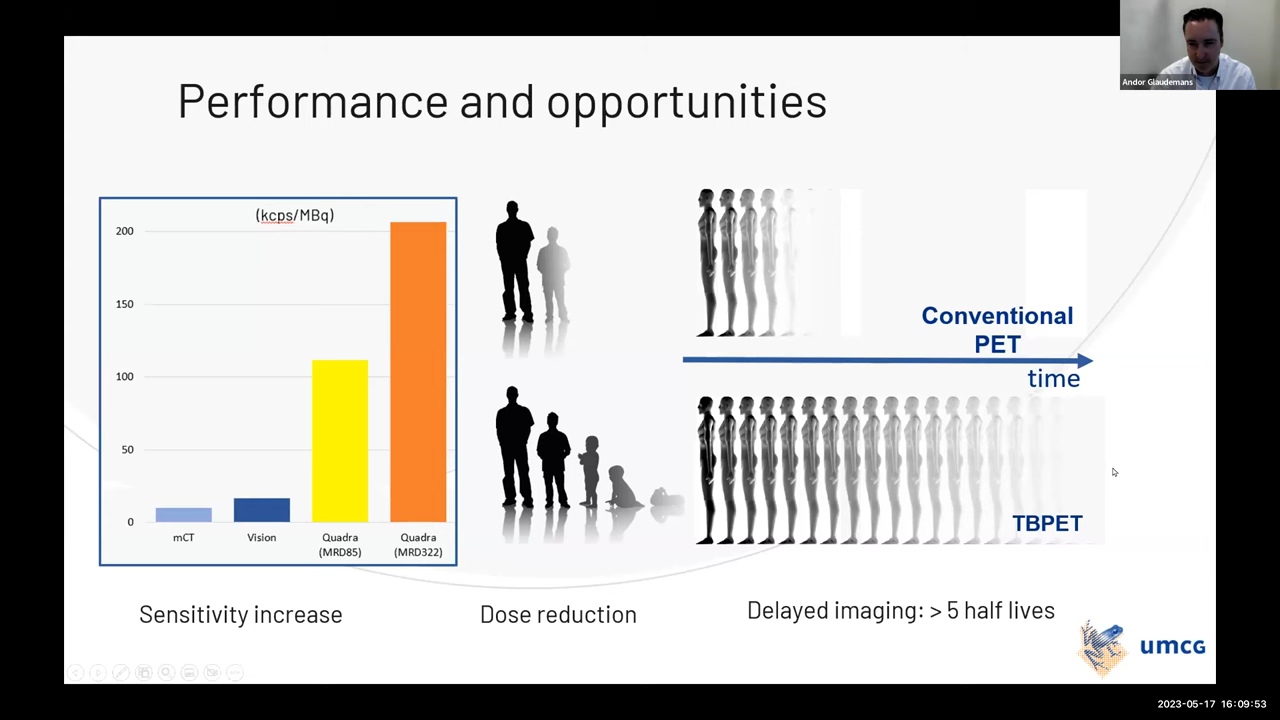 Andor Glaudemans
Performance and opportunities
(kcps/MBq)
200
150
100
50
0
mCT
Vision
Quadra
(MRD85)
Quadra
(MRD322)
Conventional
PET
time
TBPET
Sensitivity increase
Dose reduction
Delayed imaging: > 5 half lives
umcg
2023-05-17 16:09:53